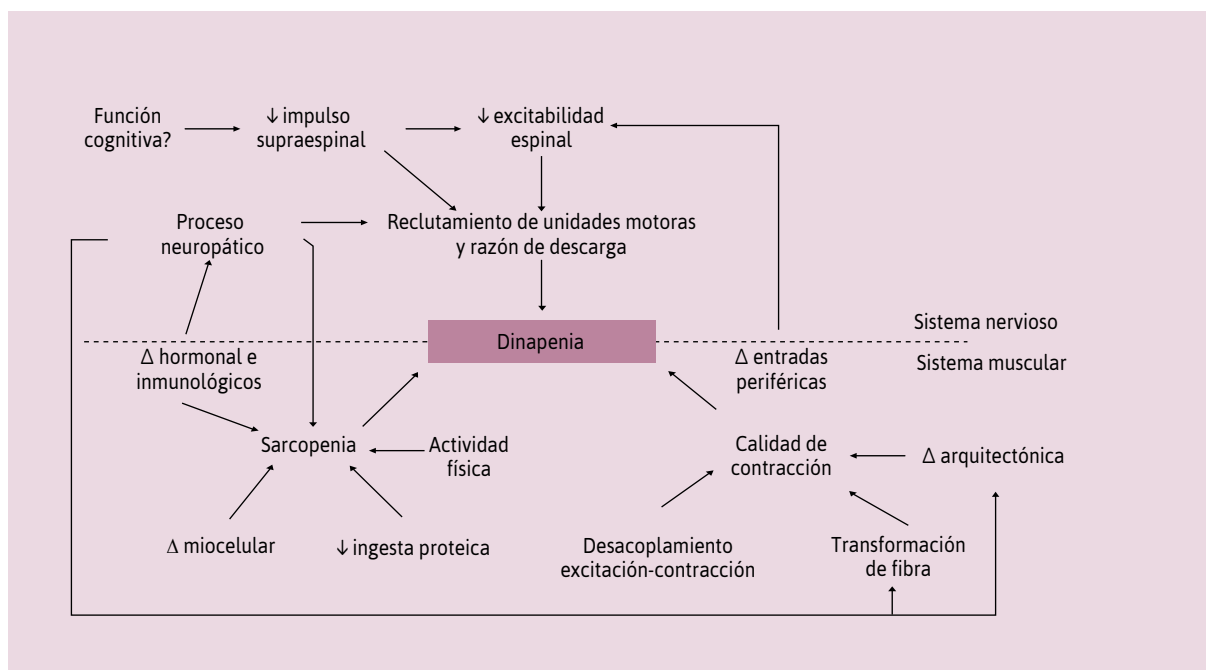 Función
cognitiva?
↓ impulso
supraespinal
↓ excitabilidad
espinal
Proceso
neuropático
Reclutamiento de unidades motoras
y razón de descarga
Dinapenia
Sistema nervioso
Sistema muscular
Δ hormonal e
inmunológicos
Δ entradas
periféricas
Sarcopenia
Actividad
física
Calidad de
contracción
Δ arquitectónica
Δ miocelular
↓ ingesta proteica
Desacoplamiento
excitación-contracción
Transformación
de fibra